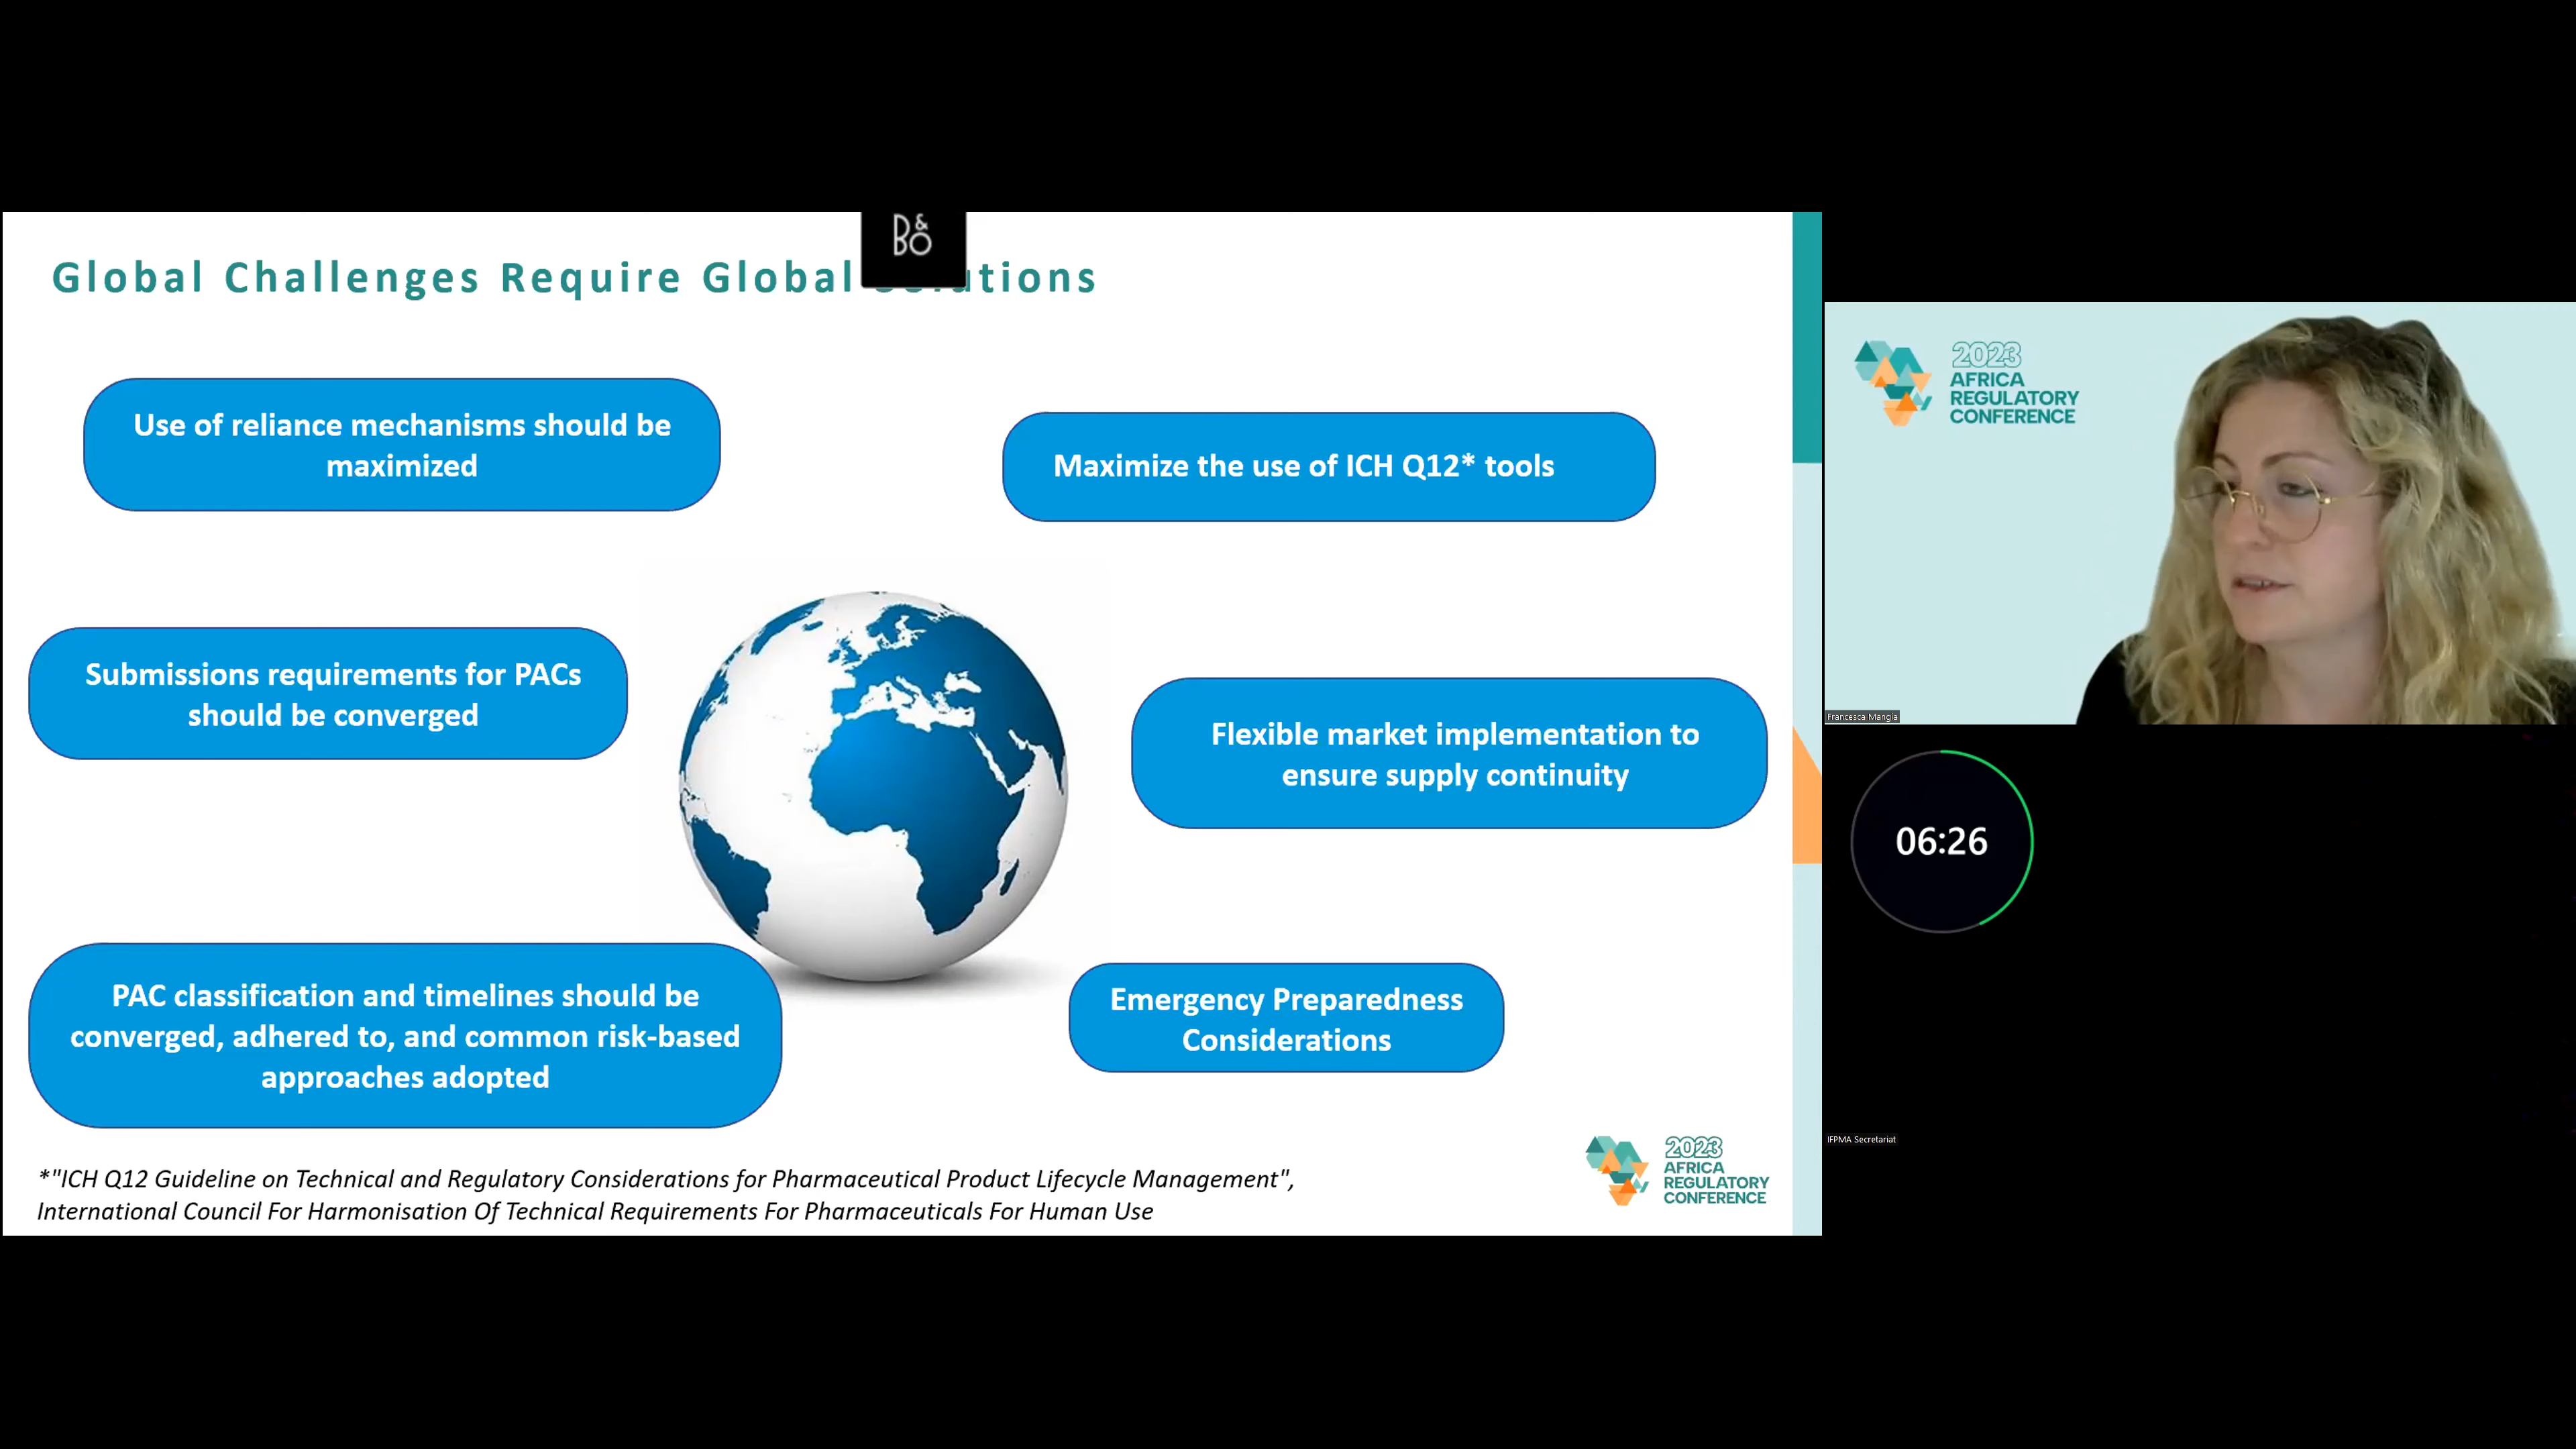 B&O
Global Challenges Require Global
Use of reliance mechanisms should be
maximized
Maximize the use of ICH Q12* tools
Submissions requirements for PACs
should be converged
Flexible market implementation to
ensure supply continuity
PAC classification and timelines should be
converged, adhered to, and common risk-based
approaches adopted
Emergency Preparedness
Considerations
*"ICH Q12 Guideline on Technical and Regulatory Considerations for Pharmaceutical Product Lifecycle Management",
International Council For Harmonisation Of Technical Requirements For Pharmaceuticals For Human Use
2023
AFRICA
REGULATORY
CONFERENCE
2023
AFRICA
REGULATORY
CONFERENCE
Francesca Mangia
06:26
IFPMA Secretariat